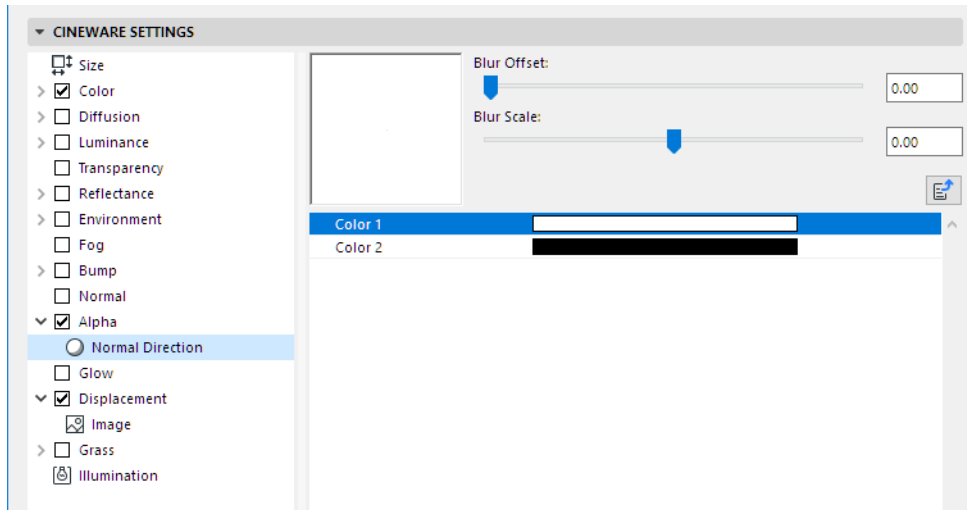 CINEWARE SETTINGS
Size
Color
Diffusion
Luminance
Transparency
Reflectance
Environment
Fog
Bump
Normal
Alpha
Normal Direction
Glow
Displacement
Image
Grass
Illumination
Blur Offset:
0.00
Blur Scale:
0.00
Color 1
Color 2